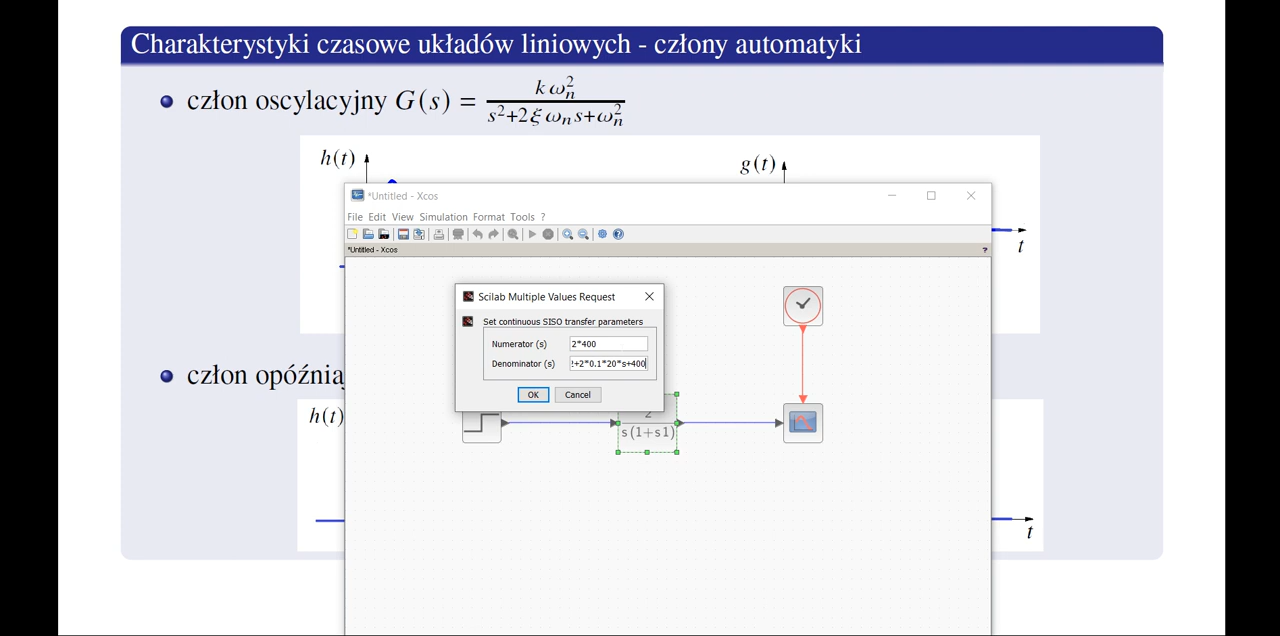 Charakterystyki czasowe układów liniowych - człony automatyki
człon oscylacyjny G(s) = kω_n^2 / s^2+2ξω_n s+ω_n^2
h(t)
g(t)
t
*Untitled - Xcos
File Edit View Simulation Format Tools ?
*Untitled - Xcos
?
Scilab Multiple Values Request
Set continuous SISO transfer parameters
Numerator (s) 2*400
Denominator (s) +2*0.1*20*s+400
OK Cancel
człon opóźnia
2
s(1+s1)
h(t)
t